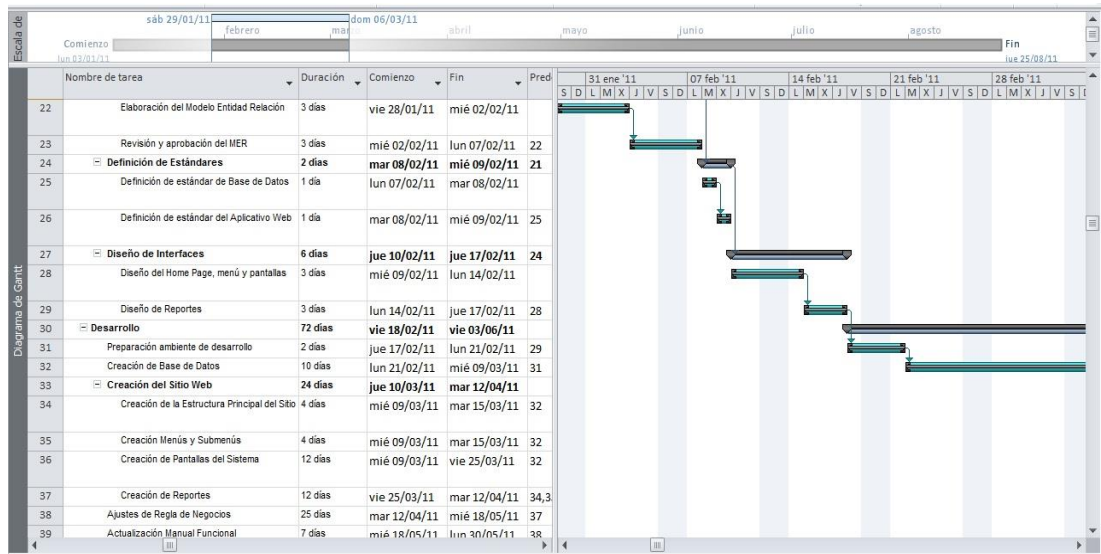 Escala de
sáb 29/01/11 dom 06/03/11
febrero marzo abril mayo junio julio agosto
Comienzo Fin
lun 03/01/11 jue 25/08/11
Diagrama de Gantt
Nombre de tarea Duración Comienzo Fin Pred
31 ene '11 07 feb '11 14 feb '11 21 feb '11 28 feb '11
S D L M X J V S D L M X J V S D L M X J V S D L M X J V S D L M X J V S D
22 Elaboración del Modelo Entidad Relación 3 días vie 28/01/11 mié 02/02/11
23 Revisión y aprobación del MER 3 días mié 02/02/11 lun 07/02/11 22
24 Definición de Estándares 2 días mar 08/02/11 mié 09/02/11 21
25 Definición de estándar de Base de Datos 1 día lun 07/02/11 mar 08/02/11
26 Definición de estándar del Aplicativo Web 1 día mar 08/02/11 mié 09/02/11 25
27 Diseño de Interfaces 6 días jue 10/02/11 jue 17/02/11 24
28 Diseño del Home Page, menú y pantallas 3 días mié 09/02/11 lun 14/02/11
29 Diseño de Reportes 3 días lun 14/02/11 jue 17/02/11 28
30 Desarrollo 72 días vie 18/02/11 vie 03/06/11
31 Preparación ambiente de desarrollo 2 días jue 17/02/11 lun 21/02/11 29
32 Creación de Base de Datos 10 días lun 21/02/11 mié 09/03/11 31
33 Creación del Sitio Web 24 días jue 10/03/11 mar 12/04/11
34 Creación de la Estructura Principal del Sitio 4 días mié 09/03/11 mar 15/03/11 32
35 Creación Menús y Submenús 4 días mié 09/03/11 mar 15/03/11 32
36 Creación de Pantallas del Sistema 12 días mié 09/03/11 vie 25/03/11 32
37 Creación de Reportes 12 días vie 25/03/11 mar 12/04/11 34,3
38 Ajustes de Regla de Negocios 25 días mar 12/04/11 mié 18/05/11 37
39 Actualización Manual Funcional 7 días mié 18/05/11 lun 30/05/11 38